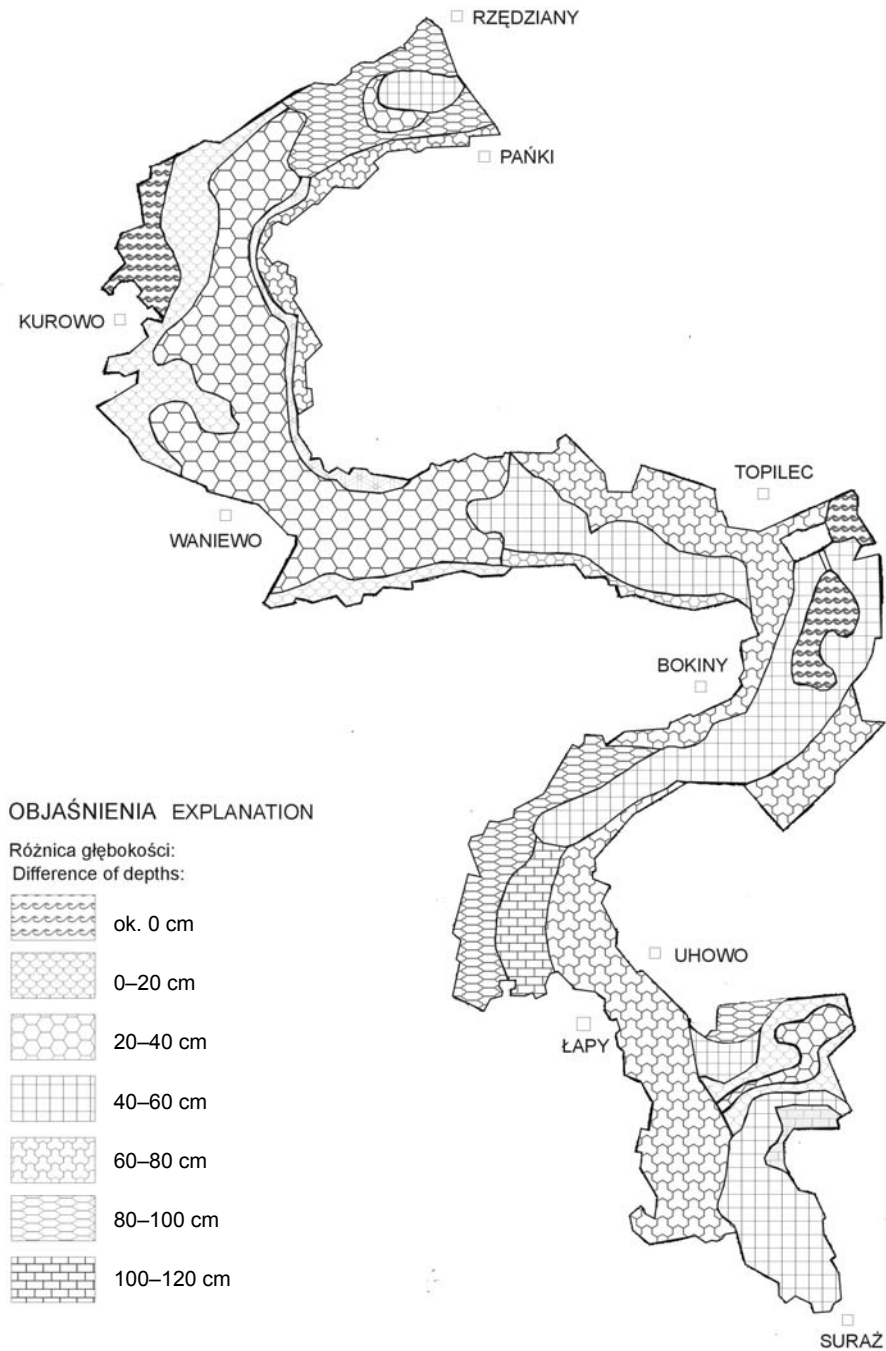 RZĘDZIANY
PAŃKI
KUROWO
TOPILEC
WANIEWO
BOKINY
OBJAŚNIENIA EXPLANATION
Różnica głębokości:
Difference of depths:
ok. 0 cm
0–20 cm
20–40 cm
40–60 cm
60–80 cm
80–100 cm
100–120 cm
UHOWO
ŁAPY
SURAŻ